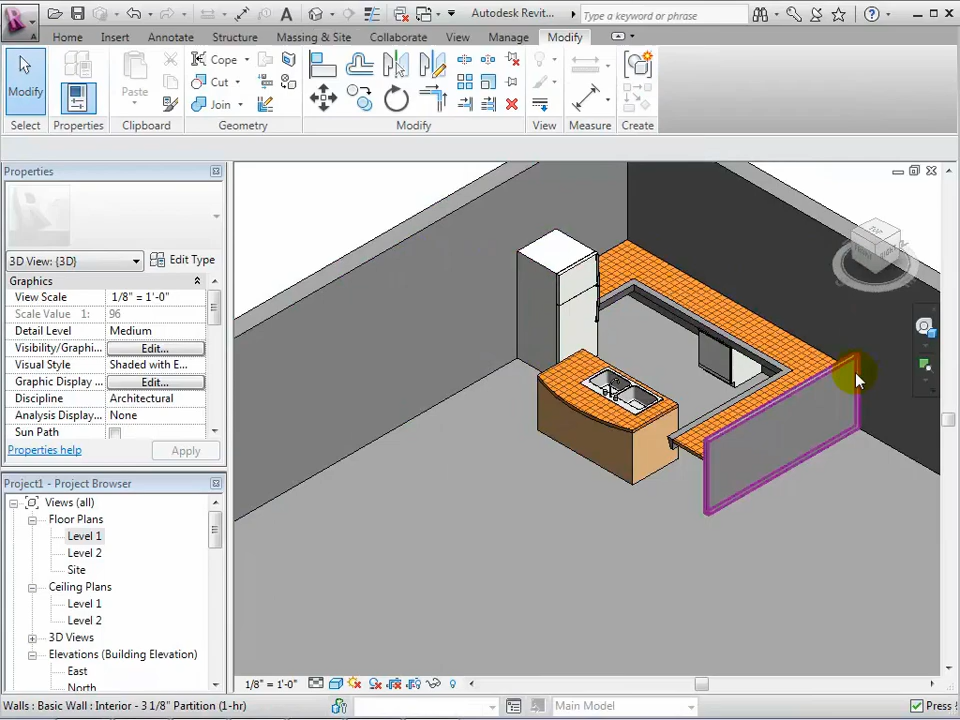 Autodesk Revit...
Type a keyword or phrase
Home Insert Annotate Structure Massing & Site Collaborate View Manage Modify
Modify
Paste
Cope
Cut
Join
Select Properties Clipboard Geometry Modify View Measure Create
Properties
3D View: {3D}
Edit Type
Graphics
View Scale 1/8" = 1'-0"
Scale Value 1: 96
Detail Level Medium
Visibility/Graphi... Edit...
Visual Style Shaded with E...
Graphic Display ... Edit...
Discipline Architectural
Analysis Display... None
Sun Path
Properties help
Apply
Project1 - Project Browser
Views (all)
Floor Plans
Level 1
Level 2
Site
Ceiling Plans
Level 1
Level 2
3D Views
Elevations (Building Elevation)
East
North
TOP
1/8" = 1'-0"
Walls : Basic Wall : Interior - 3 1/8" Partition (1-hr)
:0
Main Model
Press